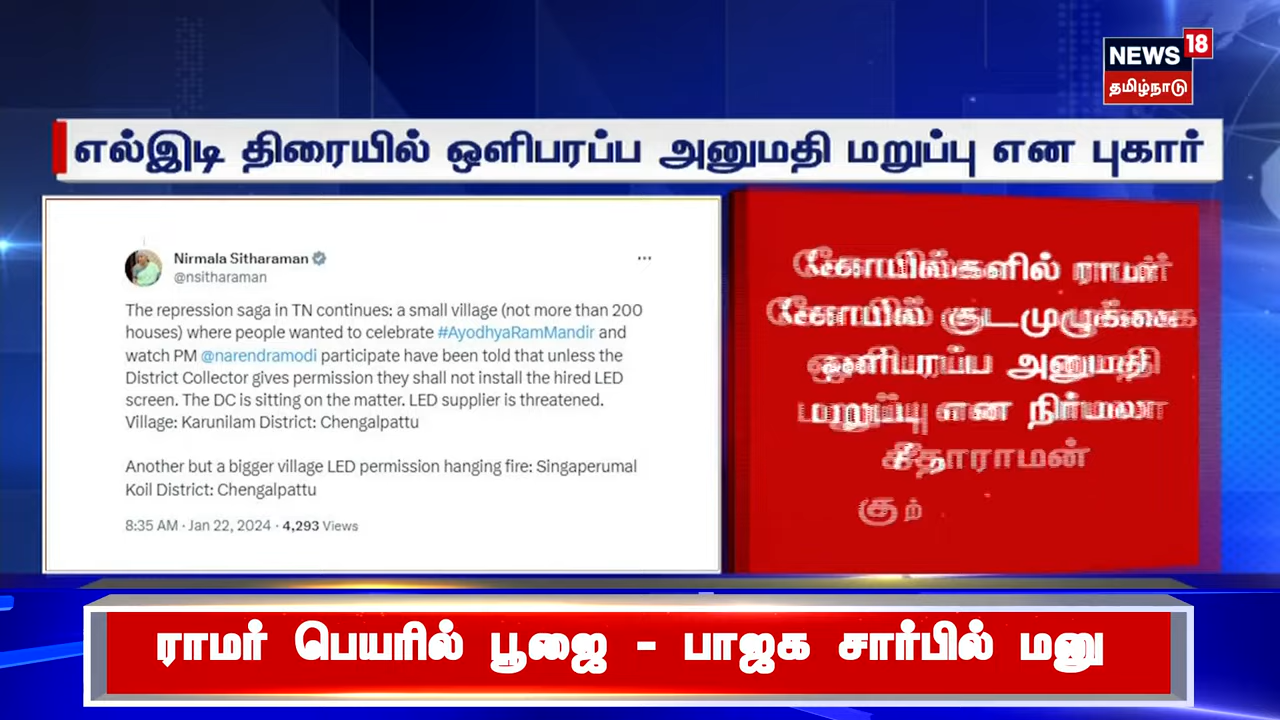 NEWS 18
தமிழ்நாடு
எல்இடி திரையில் ஒளிபரப்ப அனுமதி மறுப்பு என புகார்
Nirmala Sitharaman
@nsitharaman
The repression saga in TN continues: a small village (not more than 200
houses) where people wanted to celebrate #AyodhyaRamMandir and
watch PM @narendramodi participate have been told that unless the
District Collector gives permission they shall not install the hired LED
screen. The DC is sitting on the matter. LED supplier is threatened.
Village: Karunilam District: Chengalpattu
Another but a bigger village LED permission hanging fire: Singaperumal
Koil District: Chengalpattu
8:35 AM · Jan 22, 2024 · 4,293 Views
கோயில்களில் ராமர்
கோயில் குடமுழுக்கை
ஒளிபரப்ப அனுமதி
மறுப்பு என நிர்மலா
சீதாராமன்
குற்
ராமர் பெயரில் பூஜை - பாஜக சார்பில் மனு